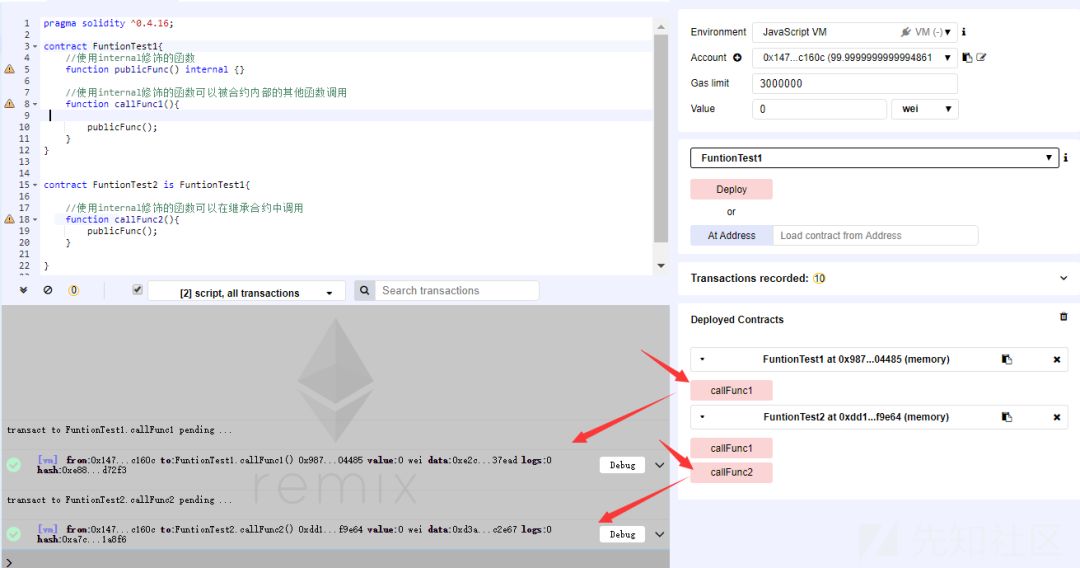 1 pragma solidity ^0.4.16;
2
3 contract FuntionTest1{
4 //使用internal修饰的函数
5 function publicFunc() internal {}
6
7 //使用internal修饰的函数可以被合约内部的其他函数调用
8 function callFunc1(){
9
10 publicFunc();
11 }
12 }
13
14
15 contract FuntionTest2 is FuntionTest1{
16
17 //使用internal修饰的函数可以在继承合约中调用
18 function callFunc2(){
19 publicFunc();
20 }
21
22 }
0
[2] script, all transactions
Search transactions
remix
transact to FuntionTest1.callFunc1 pending ...
[vm] from:0x147...c160c to:FuntionTest1.callFunc1() 0x987...04485 value:0 wei data:0xe2c...37ead logs:0
hash:0xe88...d72f3
Debug
transact to FuntionTest2.callFunc2 pending ...
[vm] from:0x147...c160c to:FuntionTest2.callFunc2() 0xdd1...f9e64 value:0 wei data:0xd3a...c2e67 logs:0
hash:0xa7c...1a8f6
Debug
>
Environment JavaScript VM VM (-) i
Account 0x147...c160c (99.9999999999994861
Gas limit 3000000
Value 0 wei
FuntionTest1 i
Deploy
or
At Address Load contract from Address
Transactions recorded: 10
Deployed Contracts
FuntionTest1 at 0x987...04485 (memory)
callFunc1
FuntionTest2 at 0xdd1...f9e64 (memory)
callFunc1
callFunc2
先知社区